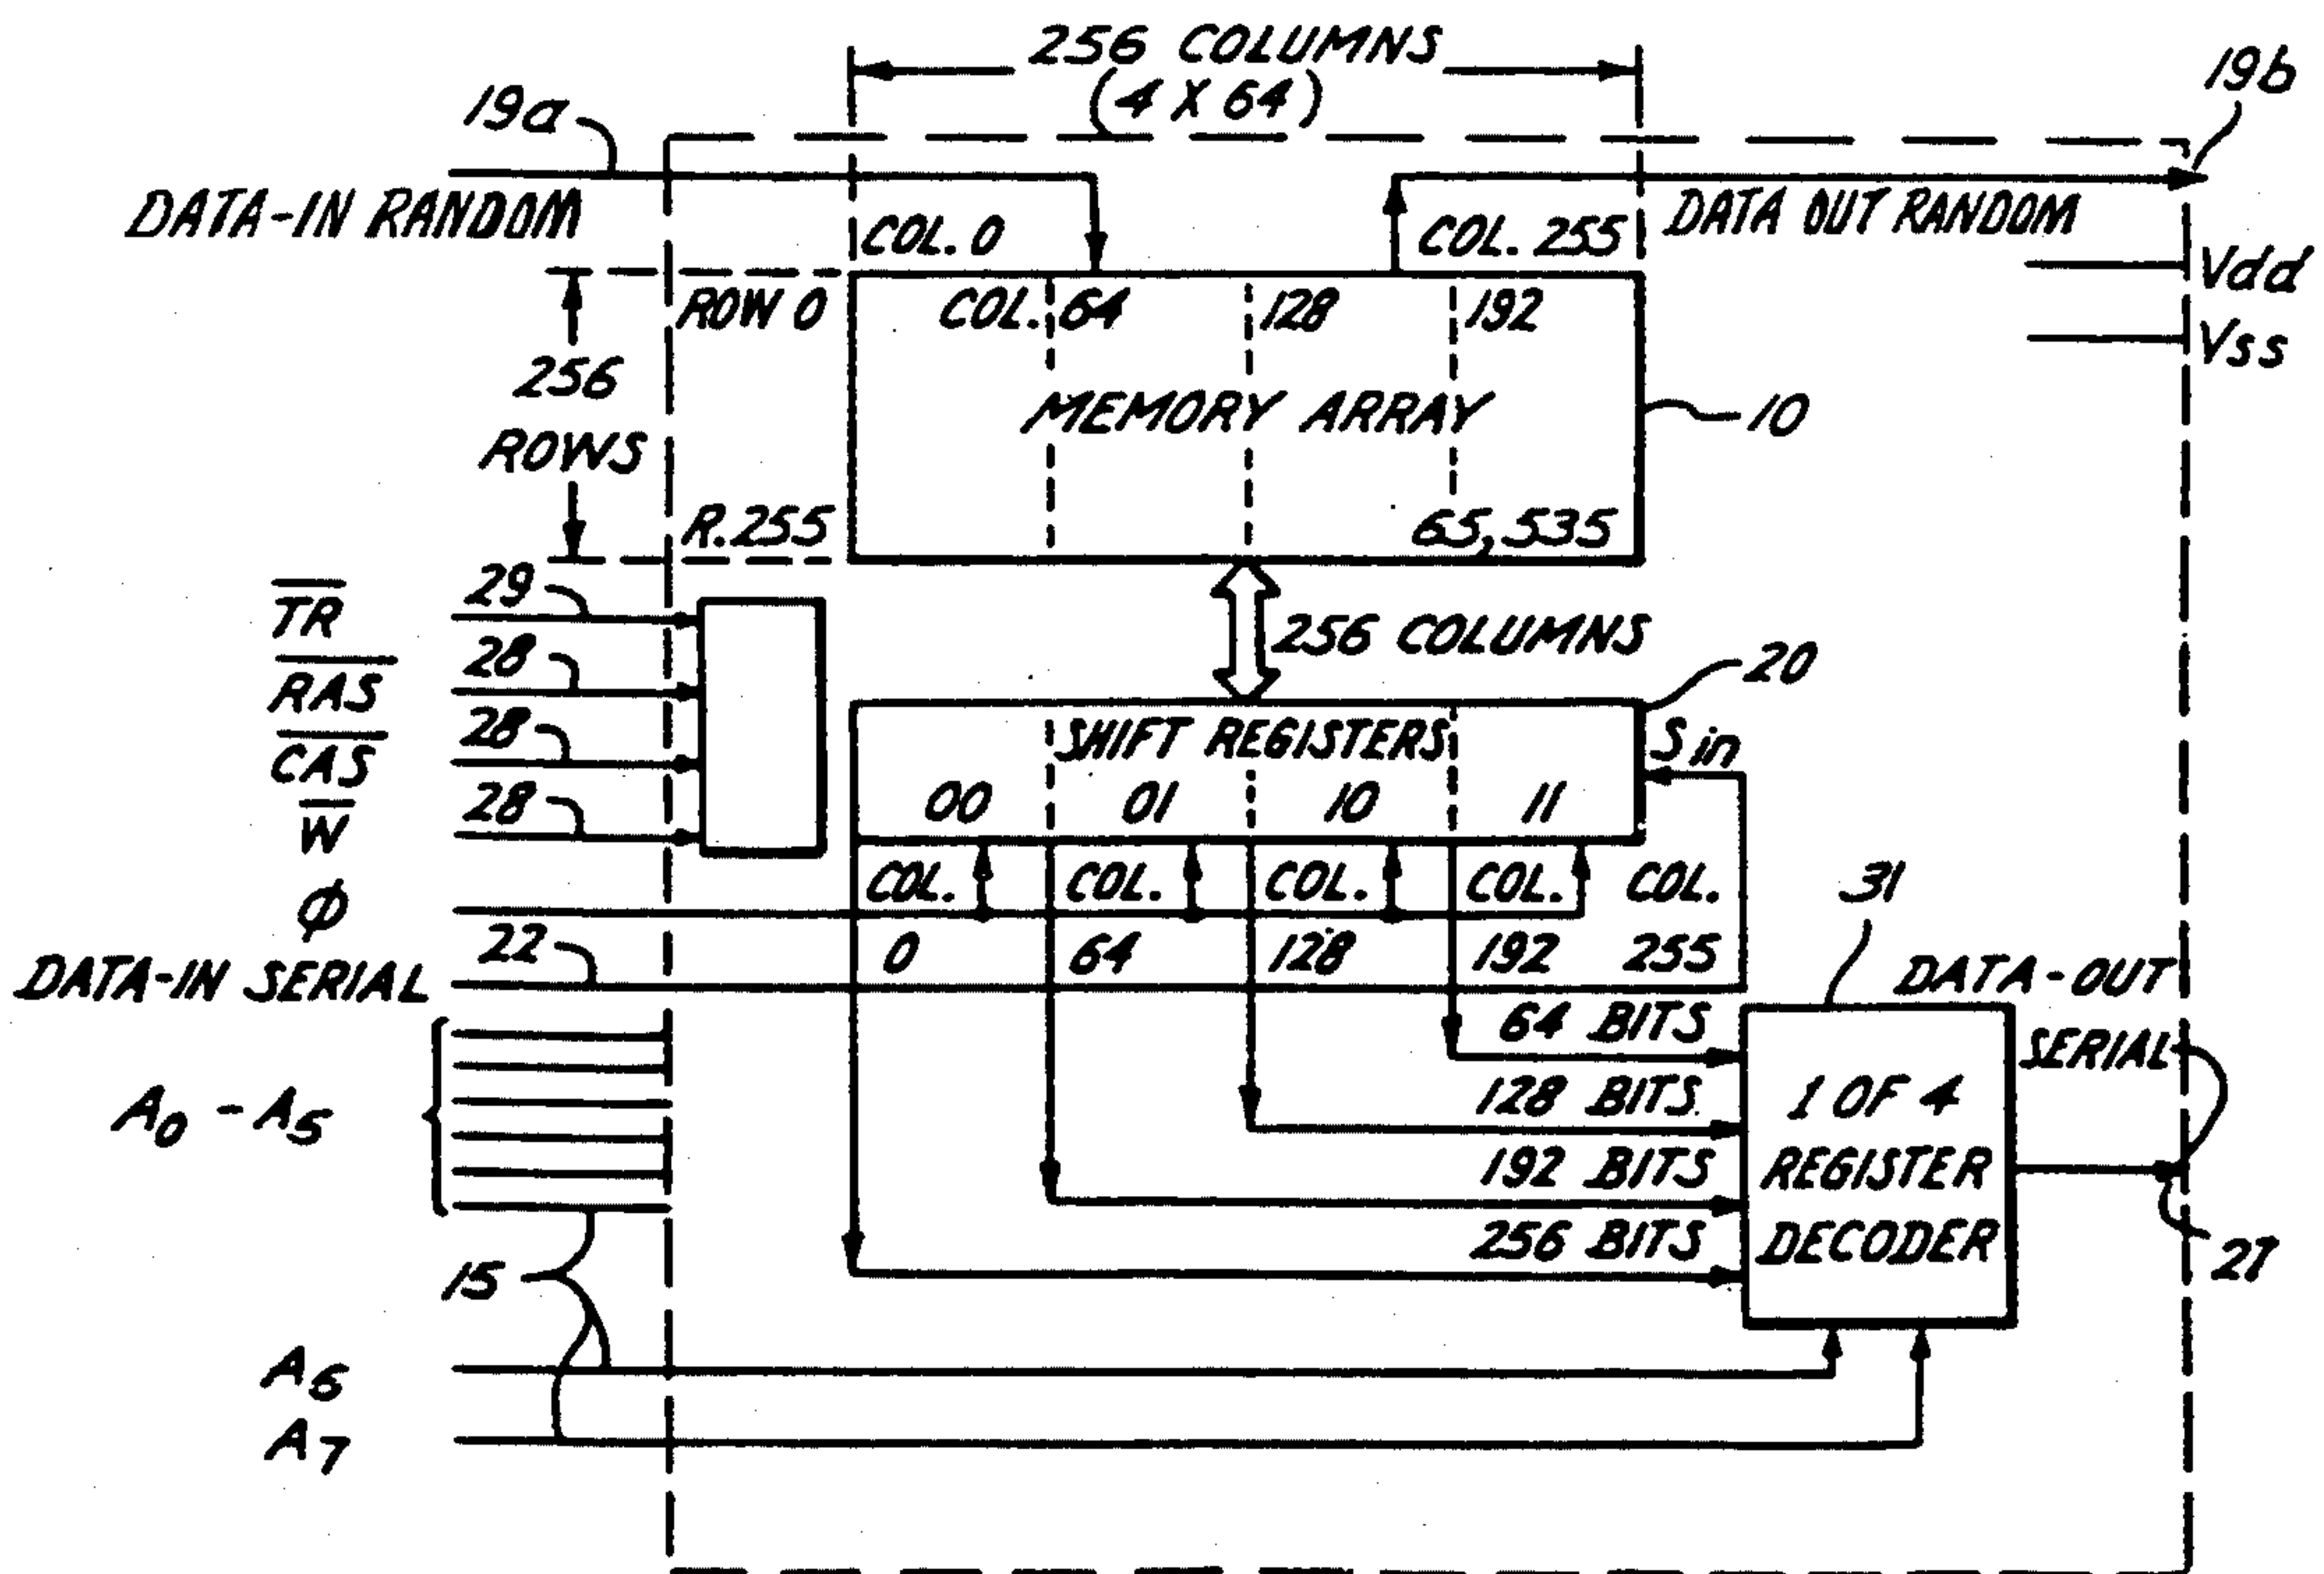 256 COLUMNS
(4 X 64)
19a
19b
DATA-IN RANDOM
DATA OUT RANDOM
COL. 0
COL. 255
Vdd
Vss
ROW 0
COL. 64
128
192
256
ROWS
MEMORY ARRAY
10
R.255
65,535
T̅R̅
29
256 COLUMNS
R̅A̅S̅
28
20
C̅A̅S̅
28
SHIFT REGISTERS
S in
W̅
28
00
01
10
11
φ
COL.
COL.
COL.
COL.
COL.
31
DATA-IN SERIAL
22
0
64
128
192
255
DATA-OUT
SERIAL
64 BITS
A0 - A5
128 BITS
192 BITS
256 BITS
1 OF 4
REGISTER
DECODER
27
15
A6
A7